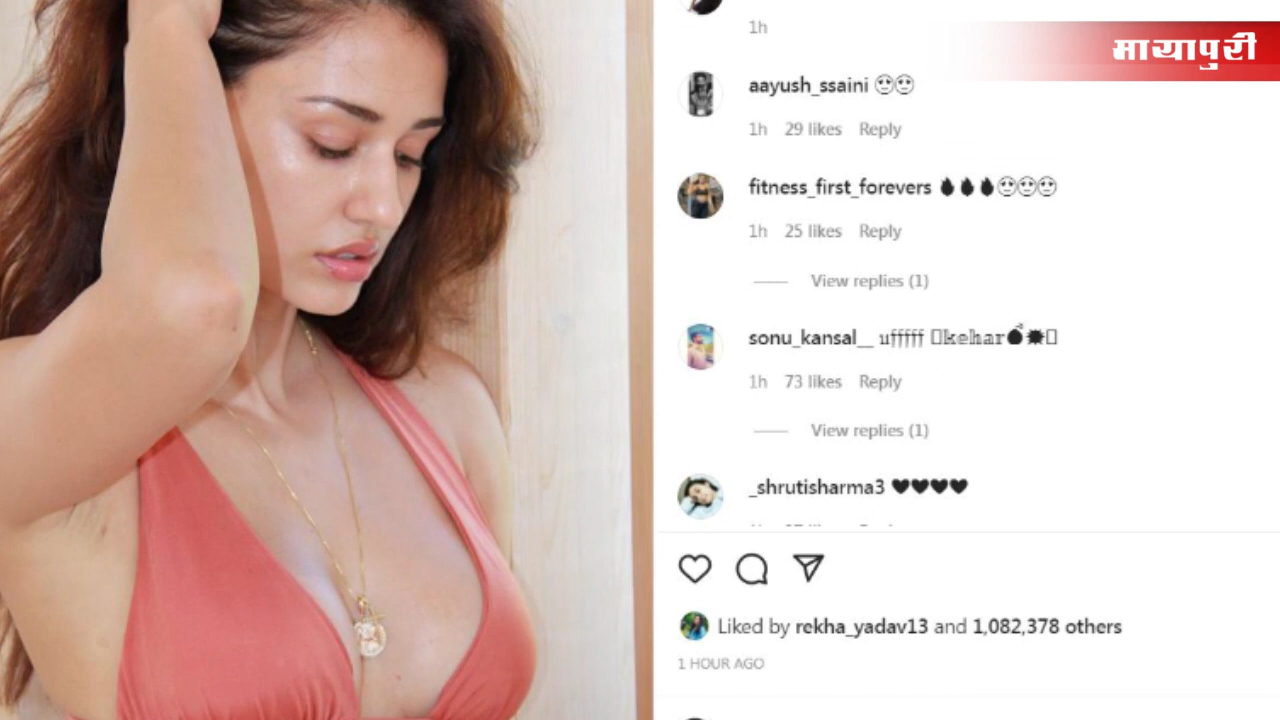 1h
मायापुरी
aayush_ssaini 🙄🙄
1h 29 likes Reply
fitness_first_forevers 🔥🔥🔥🙄🙄🙄
1h 25 likes Reply
View replies (1)
sonu_kansal__ 𝕦𝕗𝕗𝕗𝕗𝕗 𝕜𝕖𝕙𝕒𝕣💣💥
1h 73 likes Reply
View replies (1)
_shrutisharma3 ♥♥♥♥
Liked by rekha_yadav13 and 1,082,378 others
1 HOUR AGO